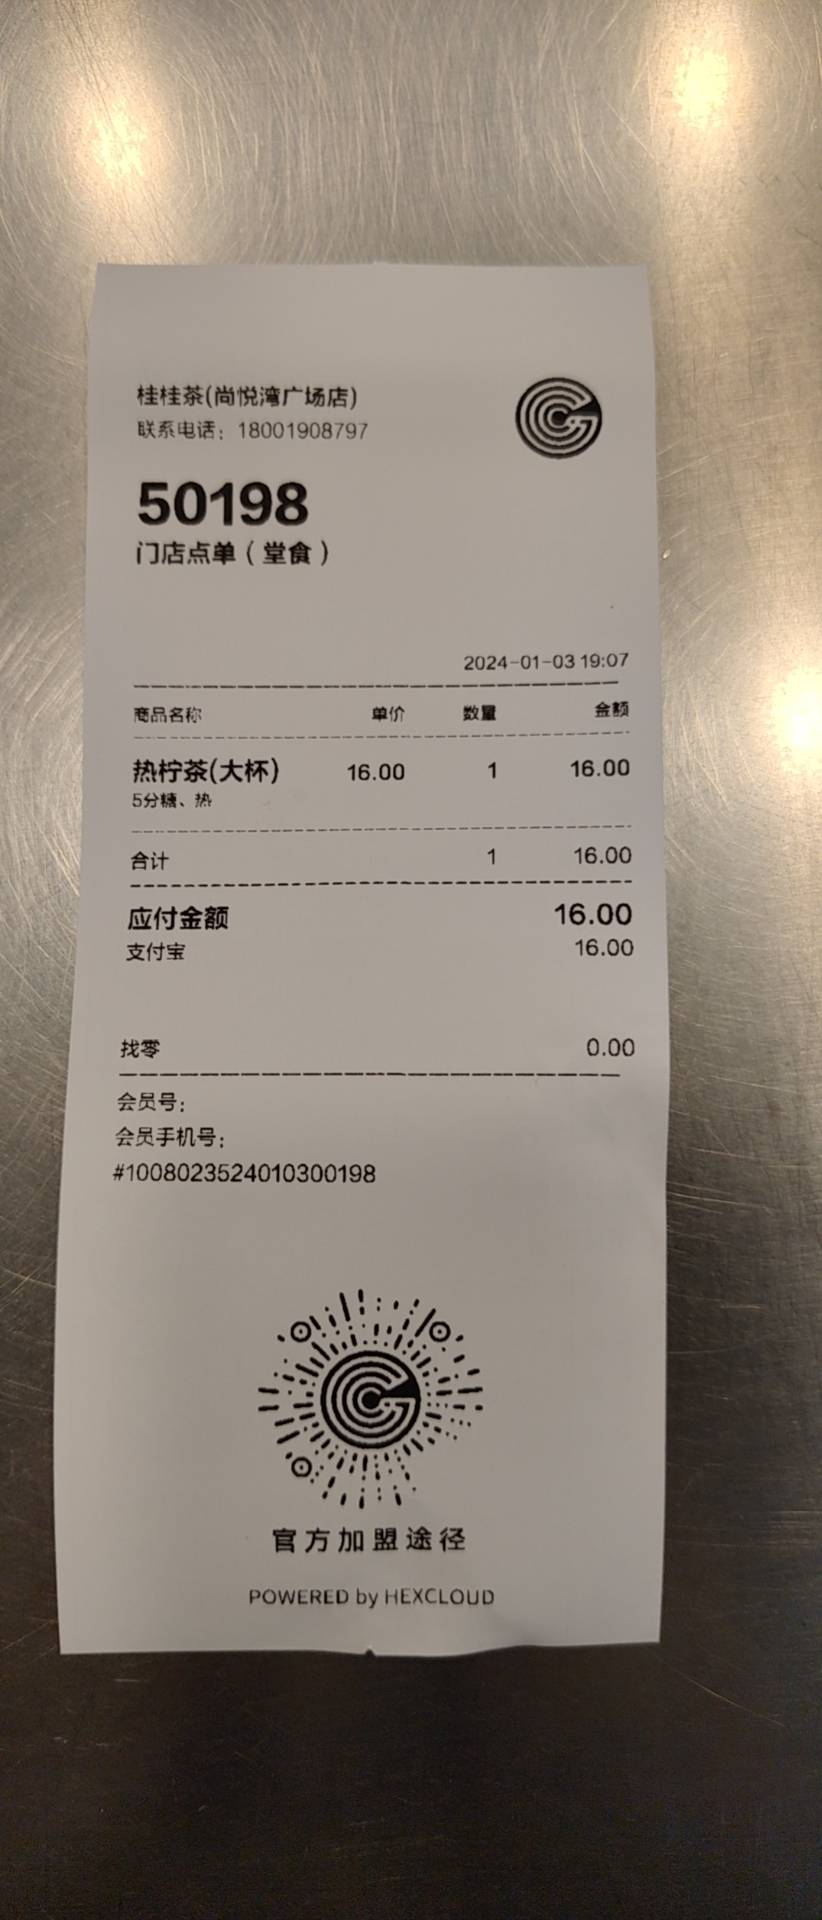 桂桂茶(尚悦湾广场店)
联系电话：18001908797
50198
门店点单（堂食）
2024-01-03 19:07
商品名称 单价 数量 金额
热柠茶(大杯) 16.00 1 16.00
5分糖、热
合计 1 16.00
应付金额 16.00
支付宝 16.00
找零 0.00
会员号：
会员手机号：
#1008023524010300198
官方加盟途径
POWERED by HEXCLOUD